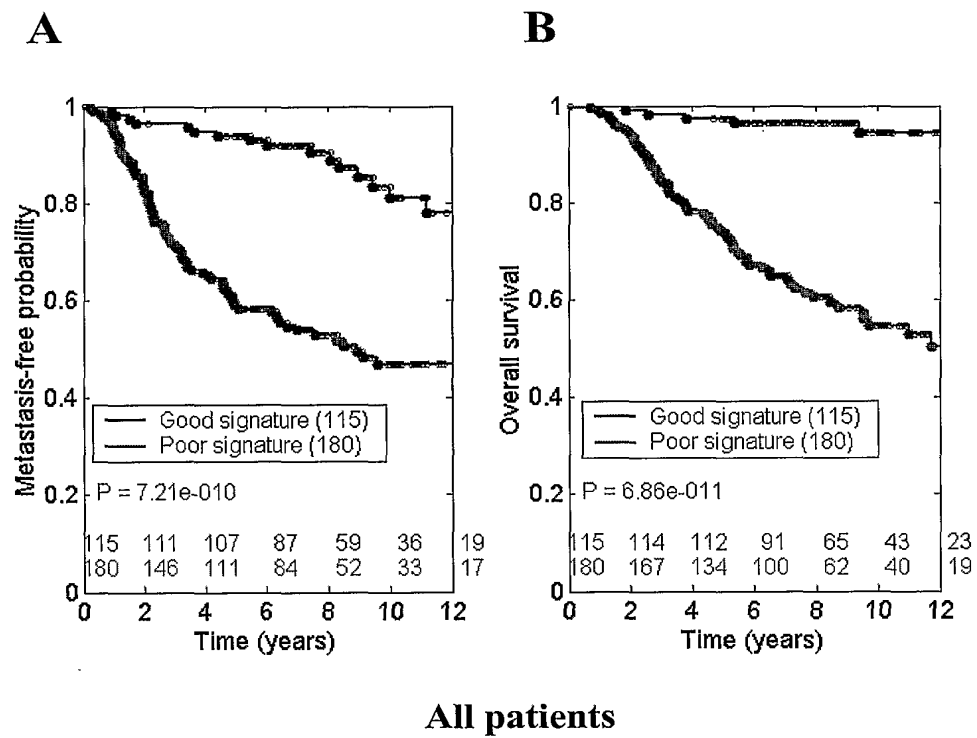 A
B
1
0.8
0.6
0.4
0.2
0
Metastasis-free probability
Good signature (115)
Poor signature (180)
P = 7.21e-010
115 111 107 87 59 36 19
180 146 111 84 52 33 17
0 2 4 6 8 10 12
Time (years)
1
0.8
0.6
0.4
0.2
0
Overall survival
Good signature (115)
Poor signature (180)
P = 6.86e-011
115 114 112 91 65 43 23
180 167 134 100 62 40 19
0 2 4 6 8 10 12
Time (years)
All patients